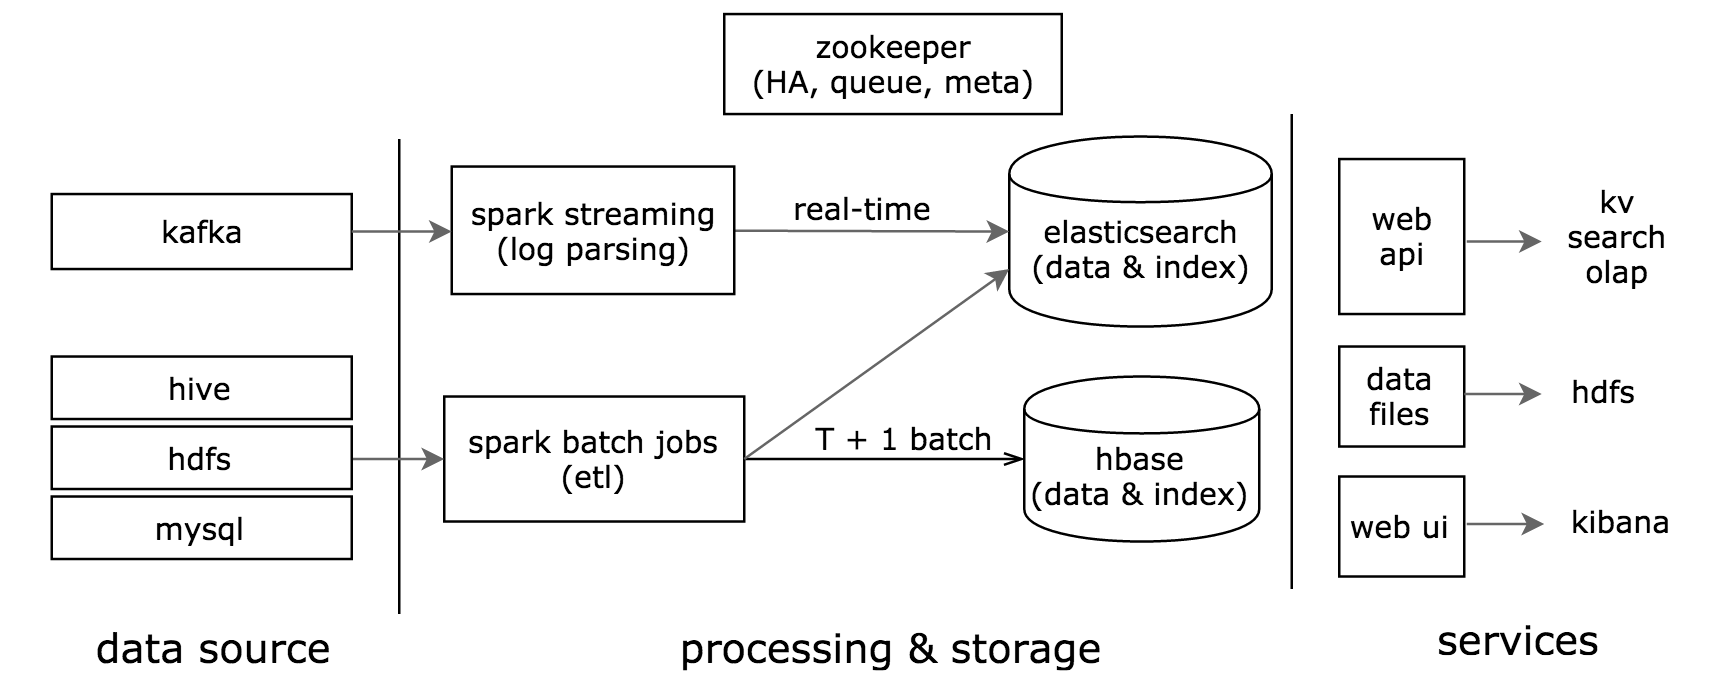 zookeeper
(HA, queue, meta)
kafka
spark streaming
(log parsing)
real-time
elasticsearch
(data & index)
web
api
kv
search
olap
hive
hdfs
mysql
spark batch jobs
(etl)
T + 1 batch
hbase
(data & index)
data
files
hdfs
web ui
kibana
data source
processing & storage
services